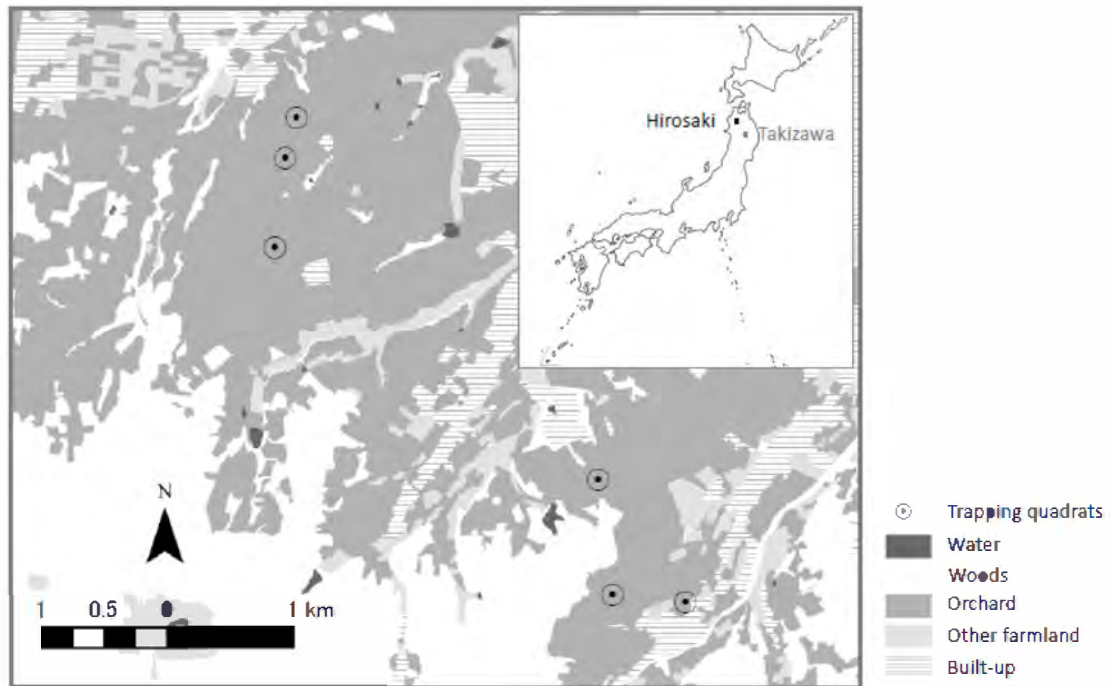 Hirosaki
Takizawa
N
1 0.5 0 1 km
Trapping quadrats
Water
Woods
Orchard
Other farmland
Built-up